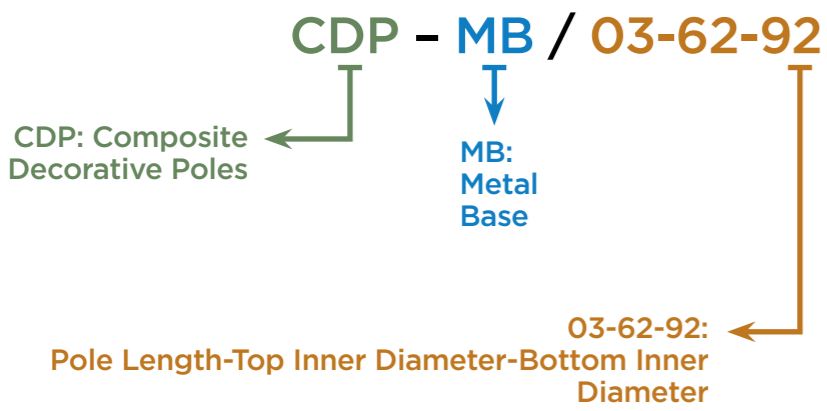 CDP - MB / 03-62-92
CDP: Composite
Decorative Poles
MB:
Metal
Base
03-62-92:
Pole Length-Top Inner Diameter-Bottom Inner
Diameter